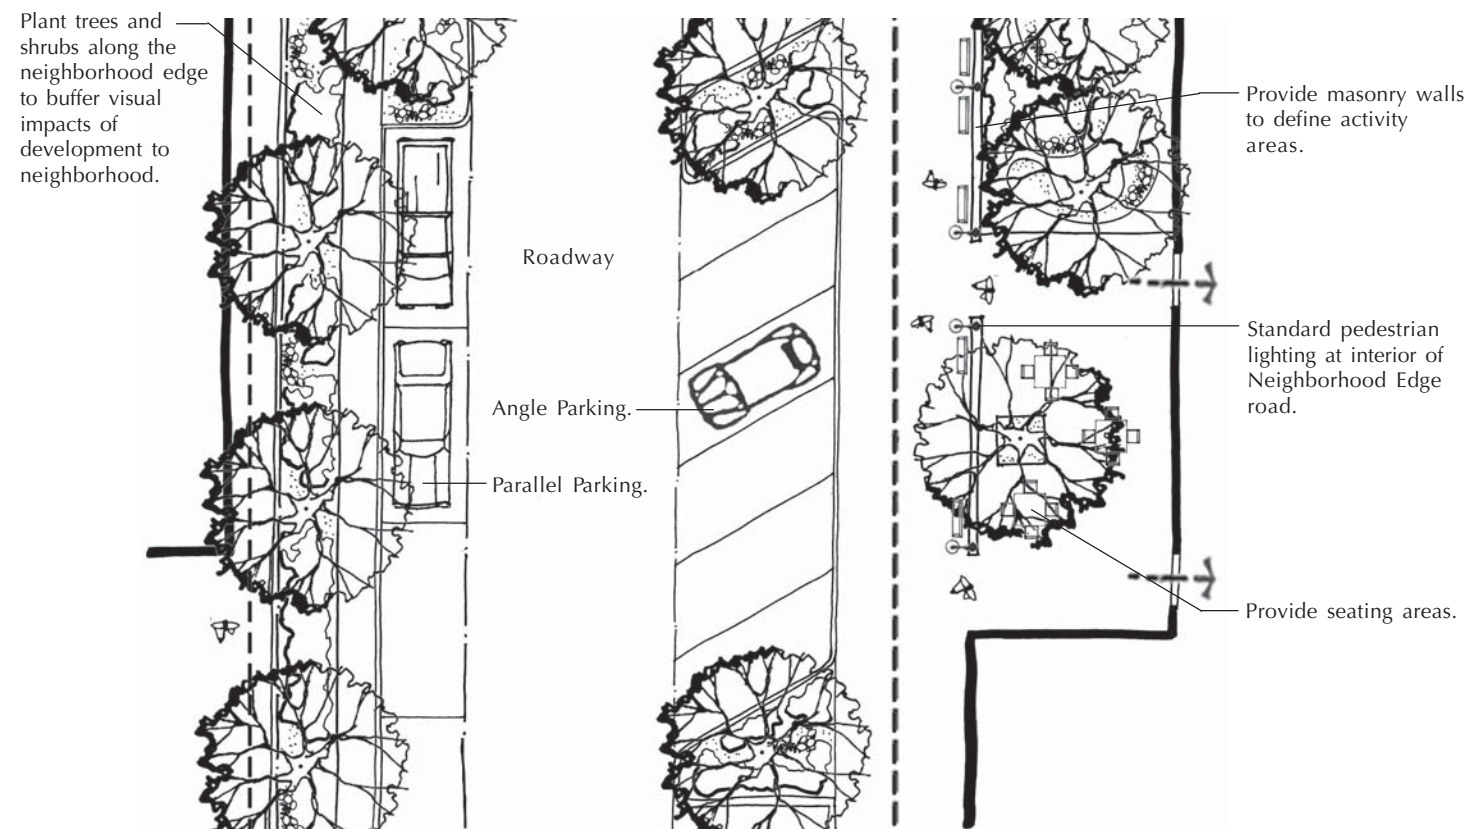 Plant trees and
shrubs along the
neighborhood edge
to buffer visual
impacts of
development to
neighborhood.
Roadway
Angle Parking.
Parallel Parking.
Provide masonry walls
to define activity
areas.
Standard pedestrian
lighting at interior of
Neighborhood Edge
road.
Provide seating areas.